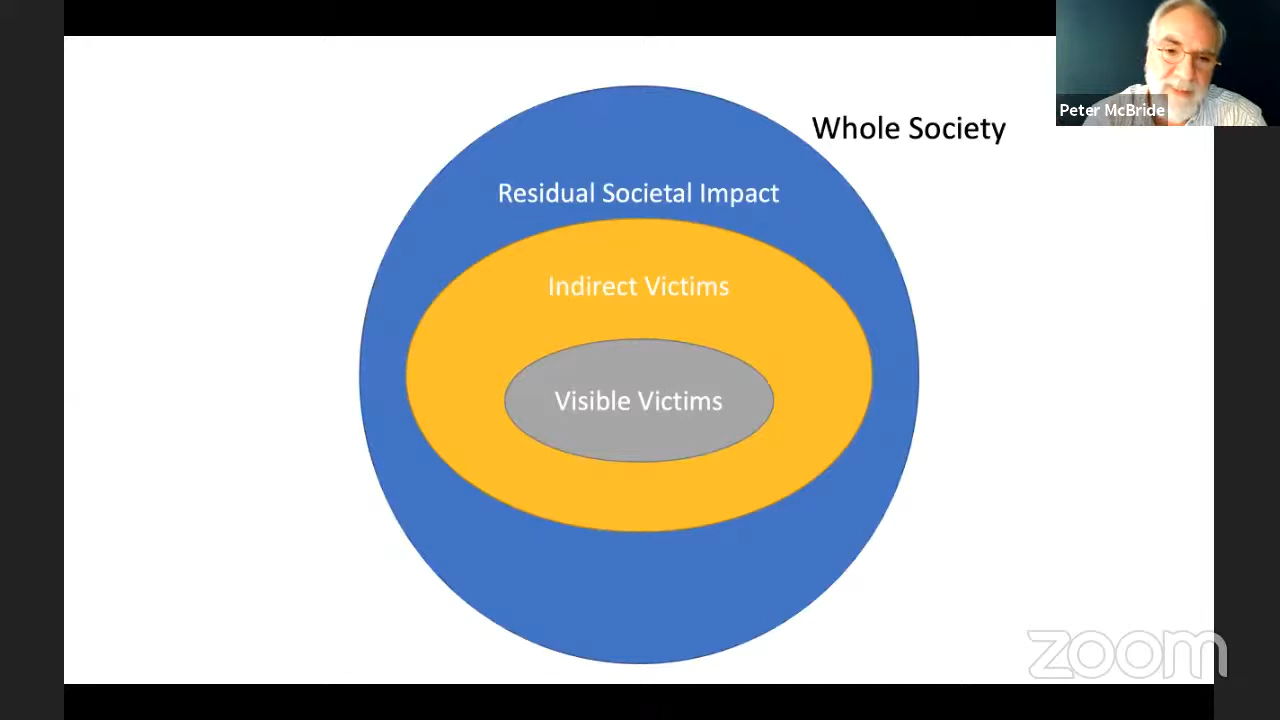 Peter McBride
Whole Society
Residual Societal Impact
Indirect Victims
Visible Victims
zoom